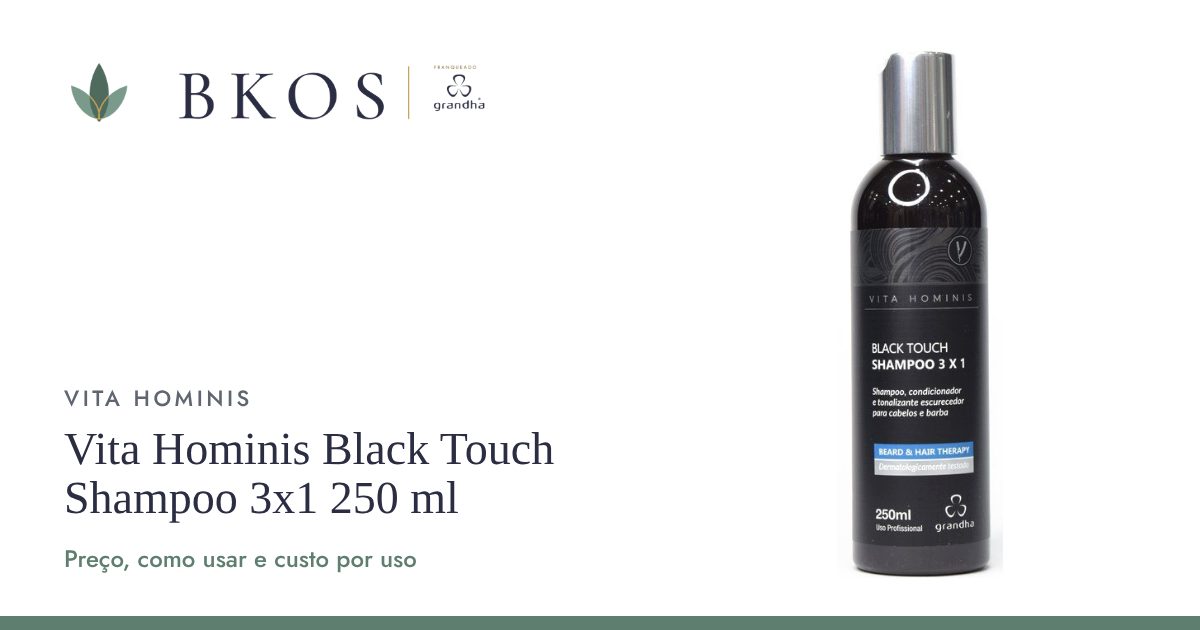 BKOS
FRANQUEADO
grandha
VITA HOMINIS
Vita Hominis Black Touch
Shampoo 3x1 250 ml
Preço, como usar e custo por uso
VITA HOMINIS
BLACK TOUCH
SHAMPOO 3 X 1
Shampoo, condicionador
e tonalizante escurecedor
para cabelos e barba
BEARD & HAIR THERAPY
Dermatologicamente testado
250ml
Uso Profissional
grandha